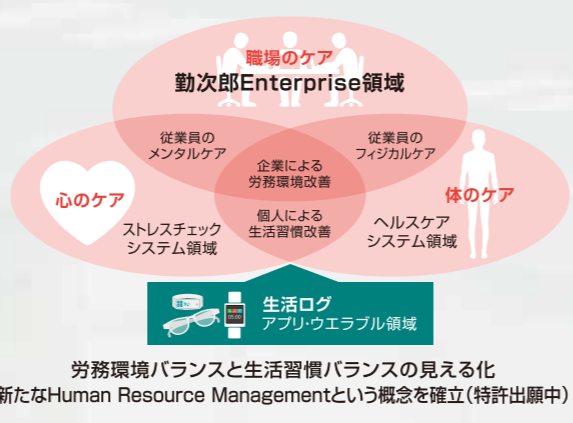 職場のケア
勤次郎Enterprise領域
従業員の
メンタルケア
従業員の
フィジカルケア
企業による
労務環境改善
心のケア
体のケア
ストレスチェック
システム領域
個人による
生活習慣改善
ヘルスケア
システム領域
生活ログ
アプリ・ウエラブル領域
労務環境バランスと生活習慣バランスの見える化
新たなHuman Resource Managementという概念を確立(特許出願中)